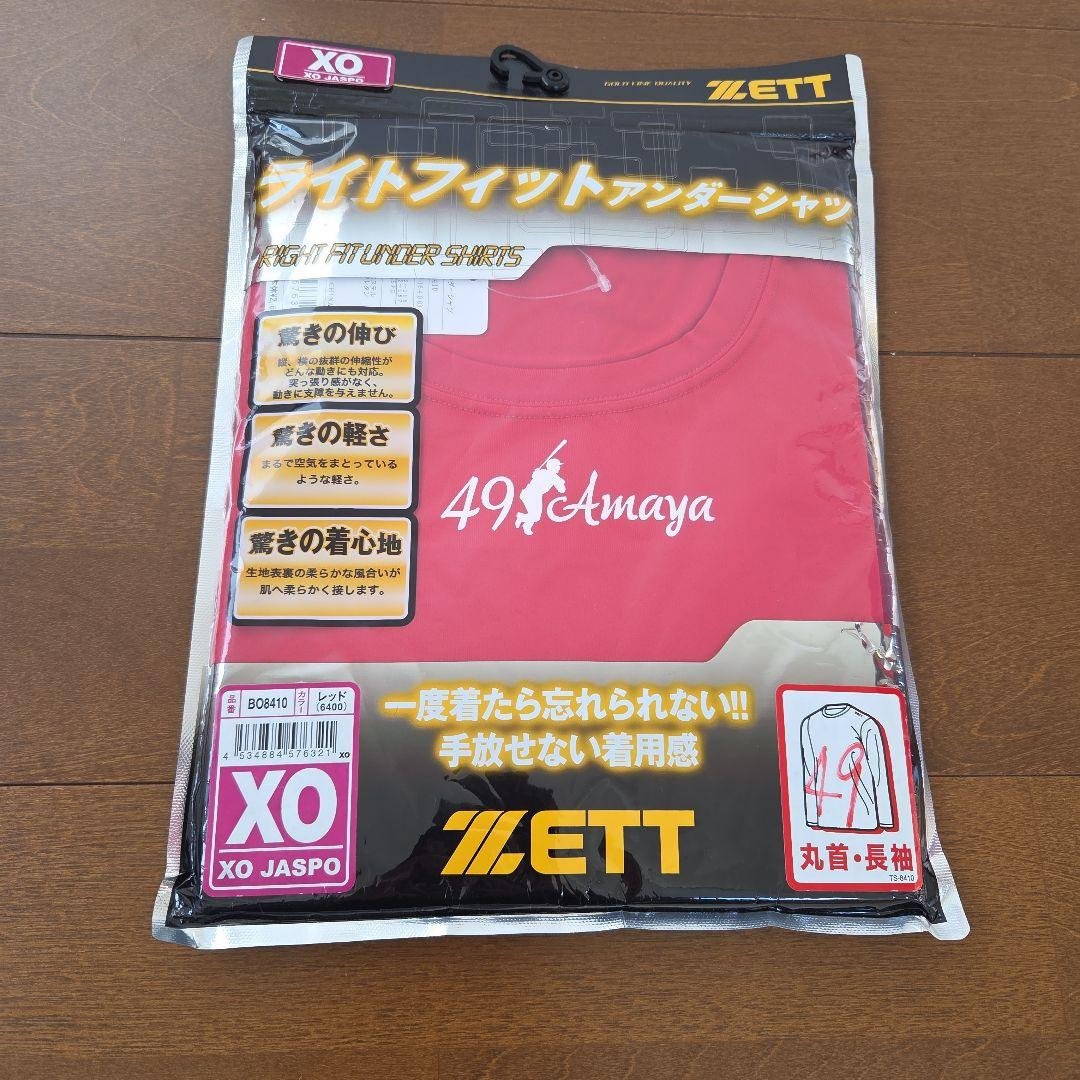 XO
XO JASPO
GOLD LINE QUALITY
ZETT
ライトフィットアンダーシャツ
RIGHT FIT UNDER SHIRTS
驚きの伸び
縦、横の抜群の伸縮性が
どんな動きにも対応。
突っ張り感がなく、
動きに支障を与えません。
驚きの軽さ
まるで空気をまとっている
ような軽さ。
驚きの着心地
生地表裏の柔らかな風合いが
肌へ柔らかく接します。
49 Amaya
品番 BO8410 カラー レッド(6400)
4 534884 576321 XO
XO
XO JASPO
一度着たら忘れられない!!
手放せない着用感
ZETT
49
丸首・長袖
TS-8410